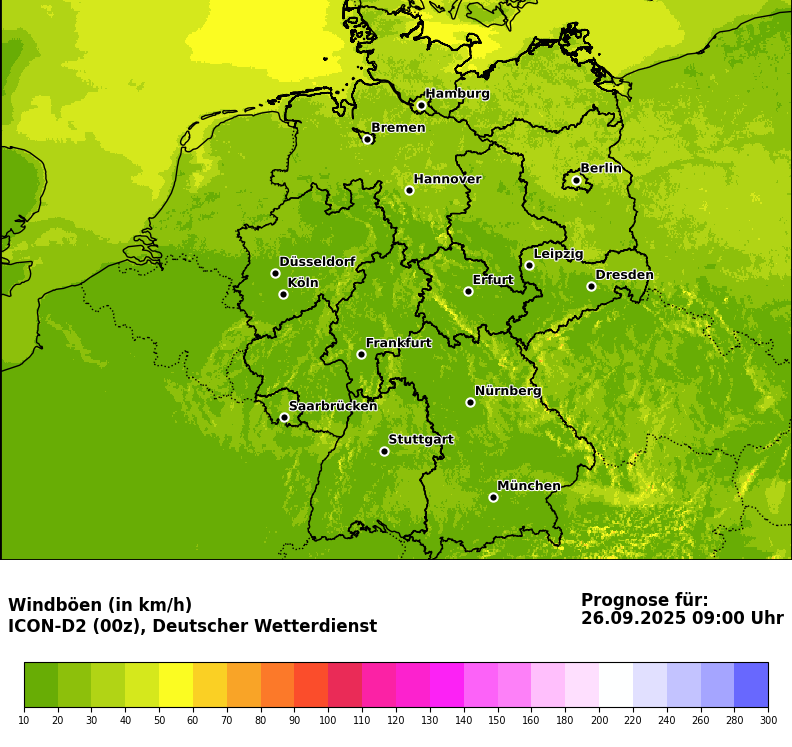 Hamburg
Bremen
Berlin
Hannover
Leipzig
Düsseldorf
Dresden
Köln
Erfurt
Frankfurt
Nürnberg
Saarbrücken
Stuttgart
München
Windböen (in km/h)
ICON-D2 (00z), Deutscher Wetterdienst
Prognose für:
26.09.2025 09:00 Uhr
10 20 30 40 50 60 70 80 90 100 110 120 130 140 150 160 180 190 200 220 240 260 280 300